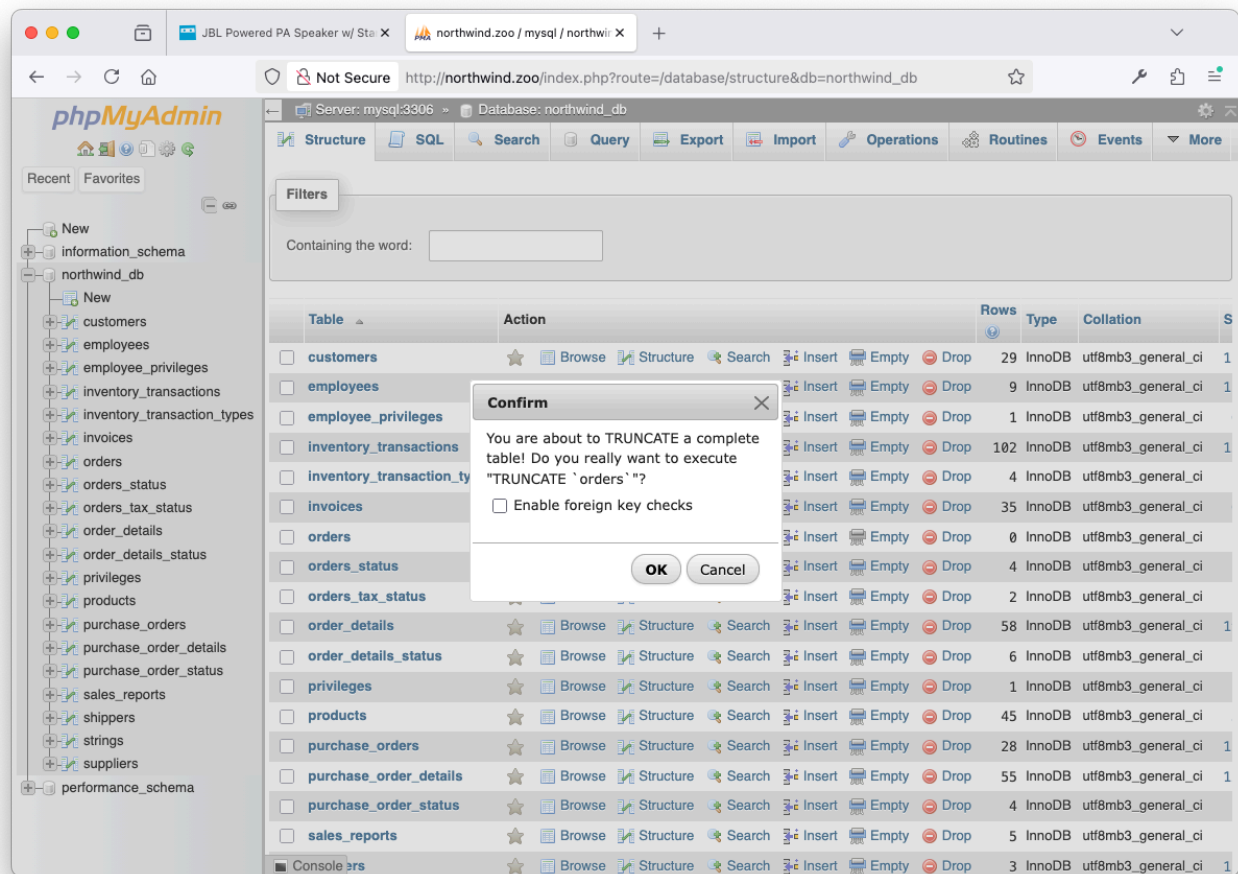 JBL Powered PA Speaker w/ Sta
northwind.zoo / mysql / northwin
Not Secure http://northwind.zoo/index.php?route=/database/structure&db=northwind_db
phpMyAdmin
Recent Favorites
New
information_schema
northwind_db
New
customers
employees
employee_privileges
inventory_transactions
inventory_transaction_types
invoices
orders
orders_status
orders_tax_status
order_details
order_details_status
privileges
products
purchase_orders
purchase_order_details
purchase_order_status
sales_reports
shippers
strings
suppliers
performance_schema
Server: mysql:3306 » Database: northwind_db
Structure SQL Search Query Export Import Operations Routines Events More
Filters
Containing the word:
Table Action Rows Type Collation S
customers Browse Structure Search Insert Empty Drop 29 InnoDB utf8mb3_general_ci 1
employees Insert Empty Drop 9 InnoDB utf8mb3_general_ci 1
employee_privileges Insert Empty Drop 1 InnoDB utf8mb3_general_ci
inventory_transactions Insert Empty Drop 102 InnoDB utf8mb3_general_ci 1
inventory_transaction_ty Insert Empty Drop 4 InnoDB utf8mb3_general_ci
invoices Insert Empty Drop 35 InnoDB utf8mb3_general_ci
orders Insert Empty Drop 0 InnoDB utf8mb3_general_ci
orders_status Insert Empty Drop 4 InnoDB utf8mb3_general_ci
orders_tax_status Insert Empty Drop 2 InnoDB utf8mb3_general_ci
order_details Browse Structure Search Insert Empty Drop 58 InnoDB utf8mb3_general_ci 1
order_details_status Browse Structure Search Insert Empty Drop 6 InnoDB utf8mb3_general_ci
privileges Browse Structure Search Insert Empty Drop 1 InnoDB utf8mb3_general_ci
products Browse Structure Search Insert Empty Drop 45 InnoDB utf8mb3_general_ci
purchase_orders Browse Structure Search Insert Empty Drop 28 InnoDB utf8mb3_general_ci 1
purchase_order_details Browse Structure Search Insert Empty Drop 55 InnoDB utf8mb3_general_ci 1
purchase_order_status Browse Structure Search Insert Empty Drop 4 InnoDB utf8mb3_general_ci
sales_reports Browse Structure Search Insert Empty Drop 5 InnoDB utf8mb3_general_ci
Console ers Browse Structure Search Insert Empty Drop 3 InnoDB utf8mb3_general_ci 1
Confirm
You are about to TRUNCATE a complete
table! Do you really want to execute
"TRUNCATE `orders`"?
Enable foreign key checks
OK Cancel